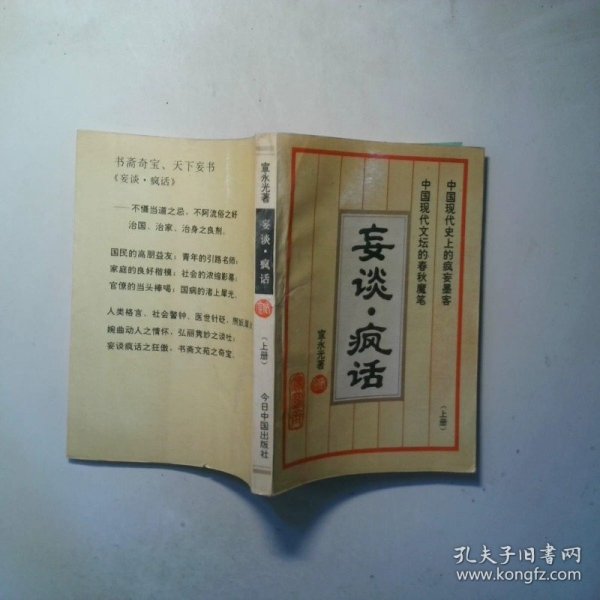 书斋奇宝、天下妄书
《妄谈·疯话》
——不慑当道之忌，不阿流俗之好
治国、治家、治身之良剂。
国民的高朋益友；青年的引路名师；
家庭的良好楷模；社会的浓缩影幕；
官僚的当头棒喝；国病的渚上犀光。
人类格言、社会警钟、医世针砭、
婉曲动人之情怀，弘丽隽妙之谈吐；
妄谈疯话之狂傲，书斋文苑之奇宝。
宣永光著
妄谈·疯话
（上册）
今日中国出版社
中国现代史上的疯妄墨客
中国现代文坛的春秋魔笔
妄谈·疯话
宣永光著
（上册）
孔夫子旧书网
www.kongfz.com